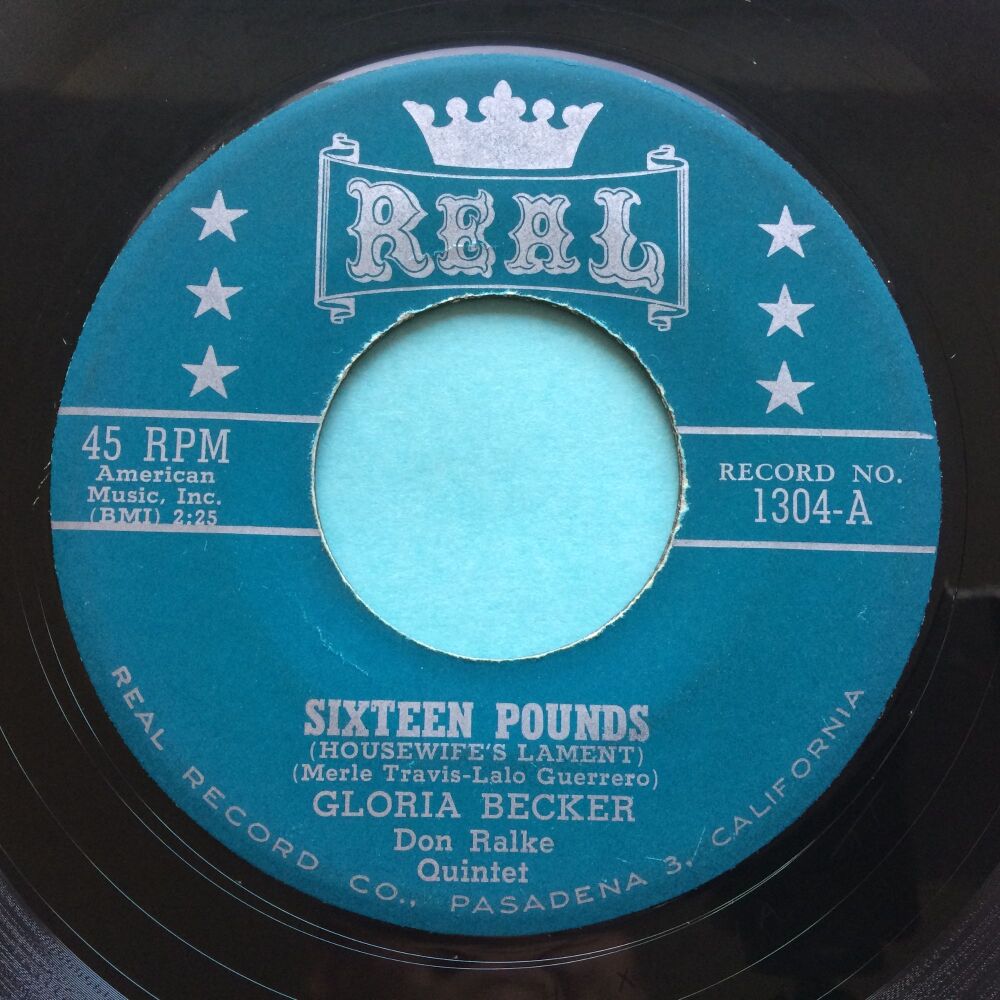 REAL
45 RPM
American
Music, Inc.
(BMI) 2:25
RECORD NO.
1304-A
SIXTEEN POUNDS
(HOUSEWIFE'S LAMENT)
(Merle Travis-Lalo Guerrero)
GLORIA BECKER
Don Ralke
Quintet
REAL RECORD CO., PASADENA 3, CALIFORNIA